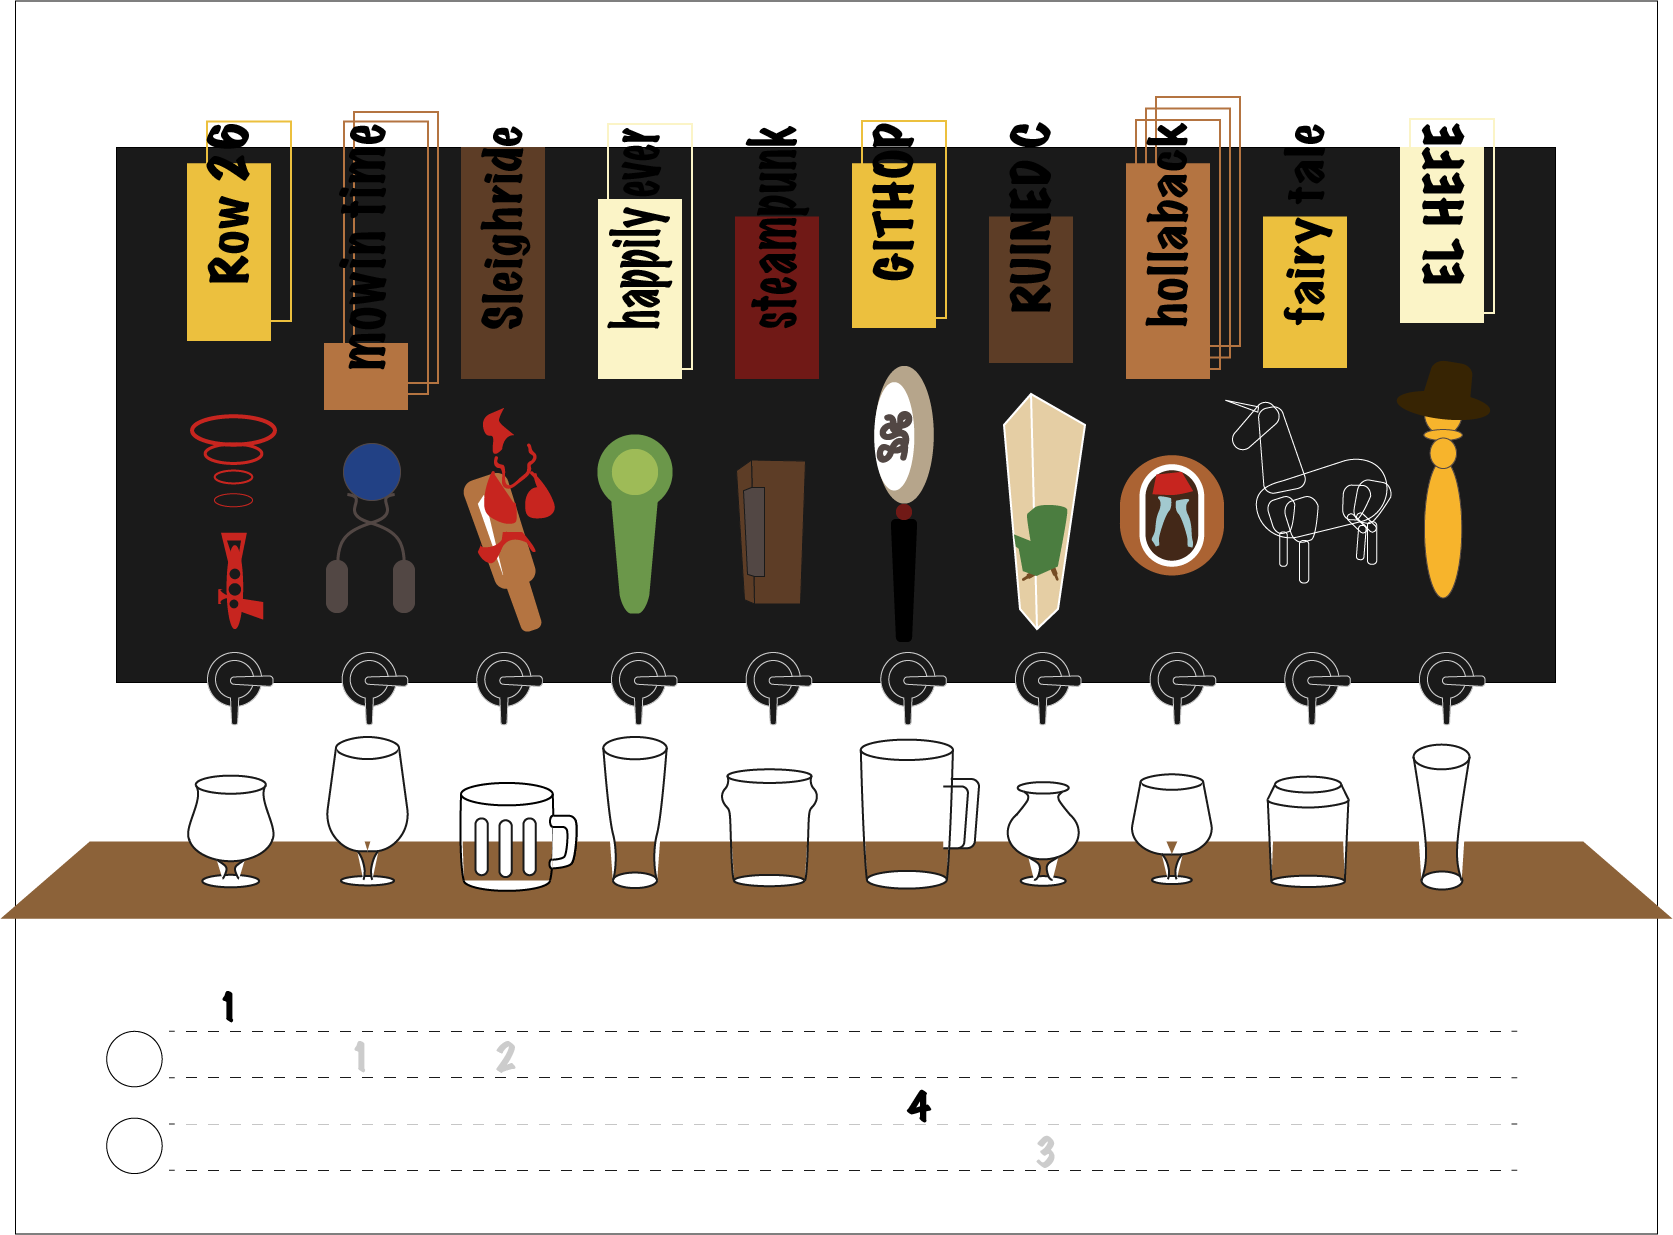 Row 26
mowin time
Sleighride
happily ever
steampunk
GITHOP
RUINED C
hollaback
fairy tale
EL HEFE
1
1 2
4
3